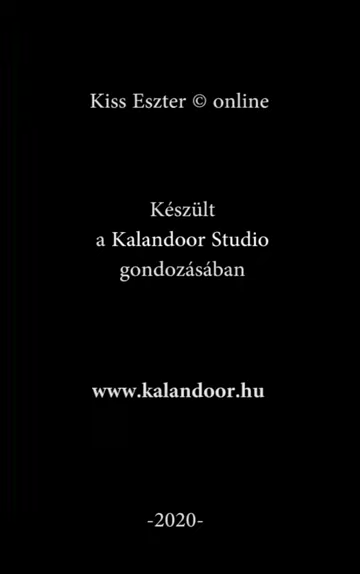 Kiss Eszter © online
Készült
a Kalandoor Studio
gondozásában
www.kalandoor.hu
-2020-